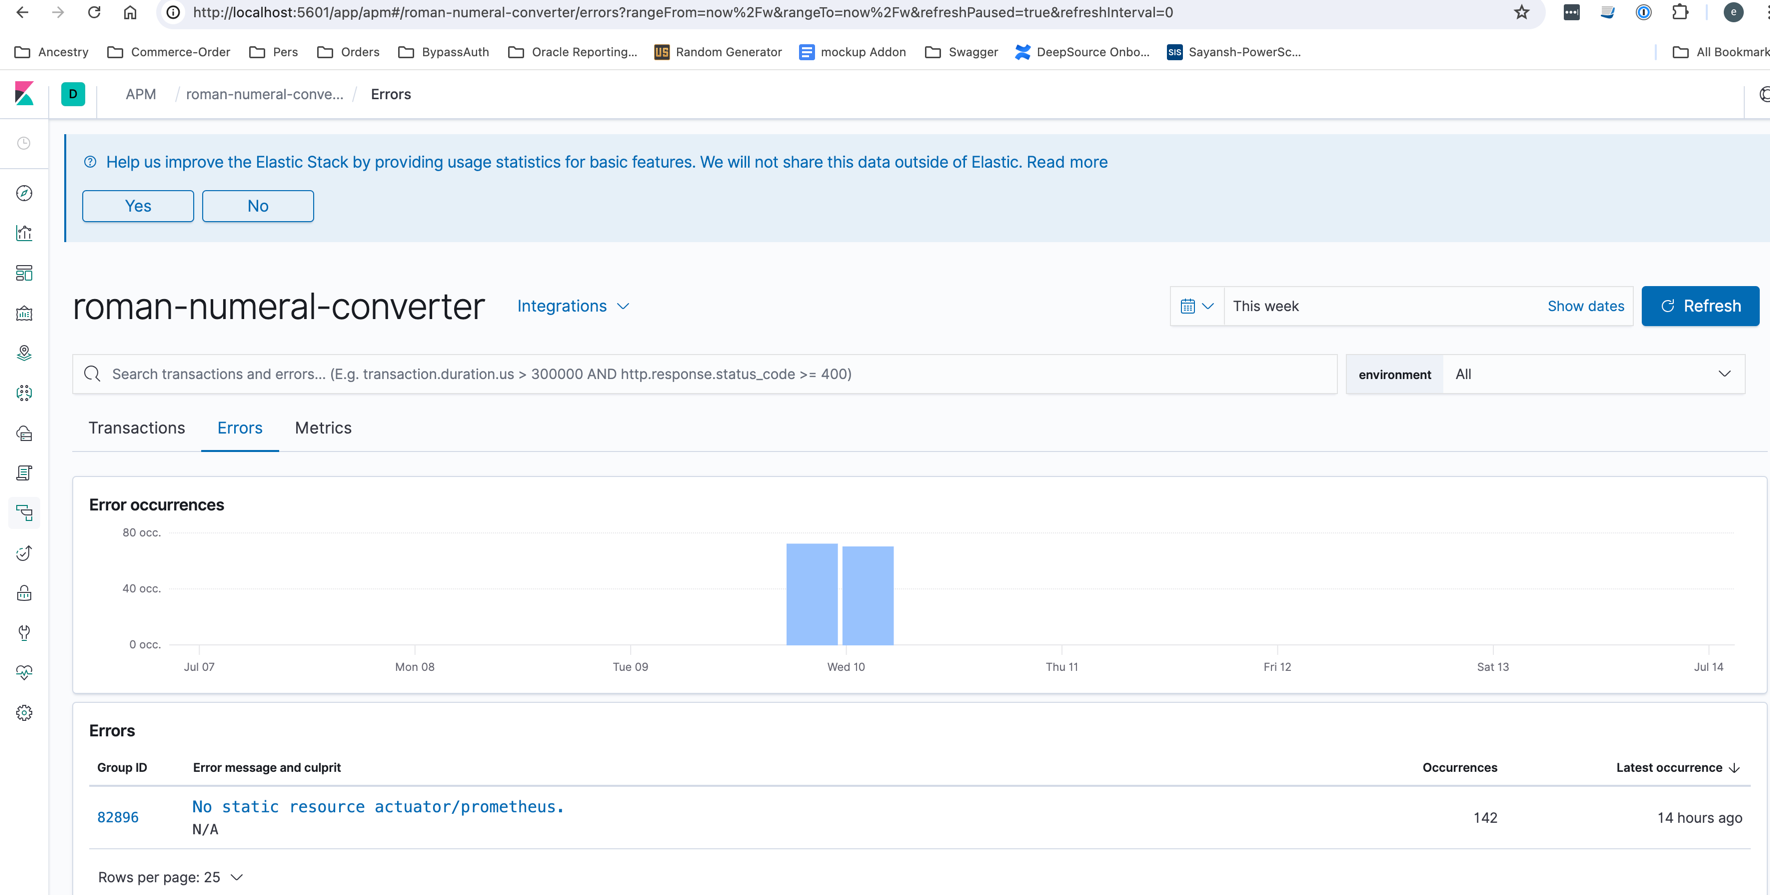 http://localhost:5601/app/apm#/roman-numeral-converter/errors?rangeFrom=now%2Fw&rangeTo=now%2Fw&refreshPaused=true&refreshInterval=0
e
Ancestry Commerce-Order Pers Orders BypassAuth Oracle Reporting... US Random Generator mockup Addon Swagger DeepSource Onbo... SIS Sayansh-PowerSc... All Bookmark
D APM / roman-numeral-conve... / Errors
Help us improve the Elastic Stack by providing usage statistics for basic features. We will not share this data outside of Elastic. Read more
Yes No
roman-numeral-converter Integrations This week Show dates Refresh
Search transactions and errors... (E.g. transaction.duration.us > 300000 AND http.response.status_code >= 400) environment All
Transactions Errors Metrics
Error occurrences
80 occ.
40 occ.
0 occ.
Jul 07 Mon 08 Tue 09 Wed 10 Thu 11 Fri 12 Sat 13 Jul 14
Errors
Group ID Error message and culprit Occurrences Latest occurrence
No static resource actuator/prometheus.
82896 142 14 hours ago
N/A
Rows per page: 25